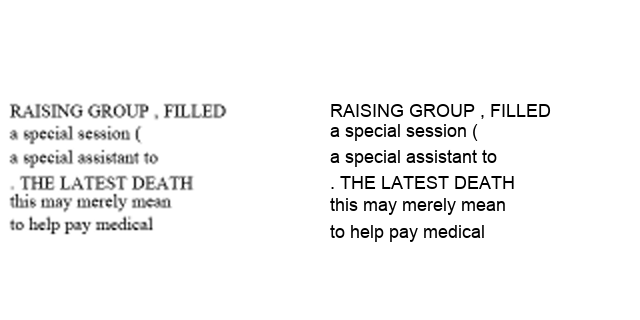 RAISING GROUP , FILLED
a special session (
a special assistant to
. THE LATEST DEATH
this may merely mean
to help pay medical
RAISING GROUP , FILLED
a special session (
a special assistant to
. THE LATEST DEATH
this may merely mean
to help pay medical